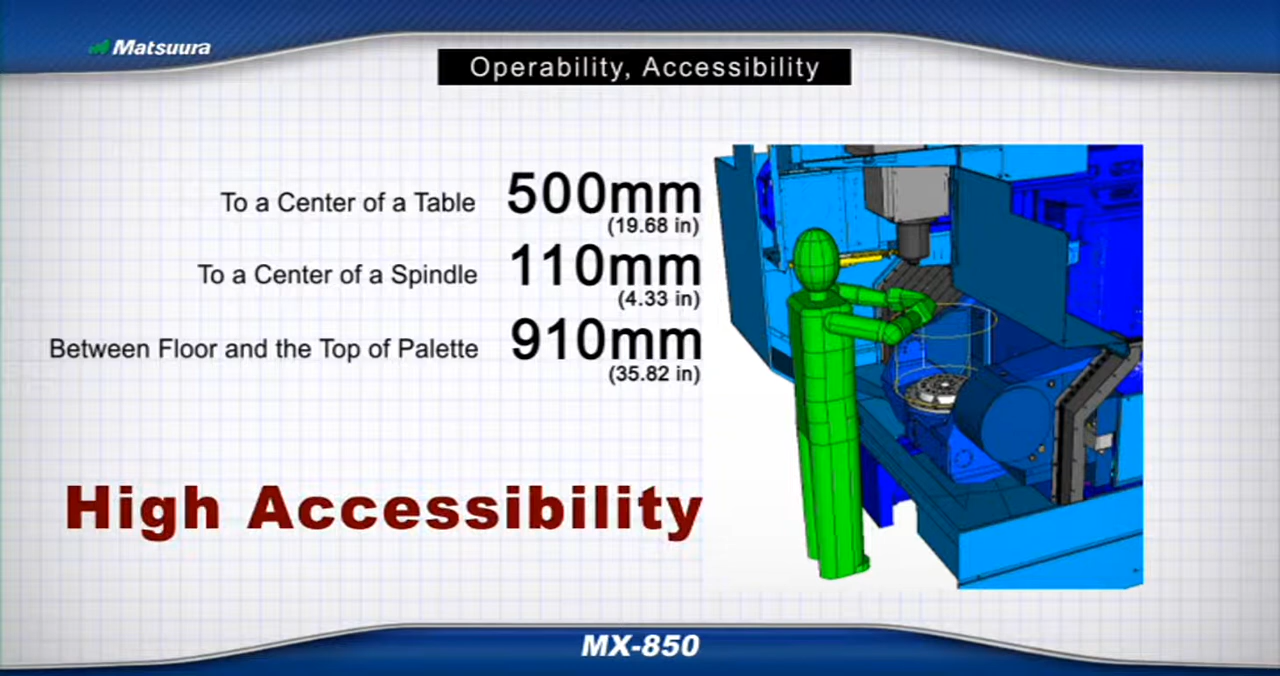 Matsuura
Operability, Accessibility
To a Center of a Table 500mm
(19.68 in)
To a Center of a Spindle 110mm
(4.33 in)
Between Floor and the Top of Palette 910mm
(35.82 in)
High Accessibility
MX-850